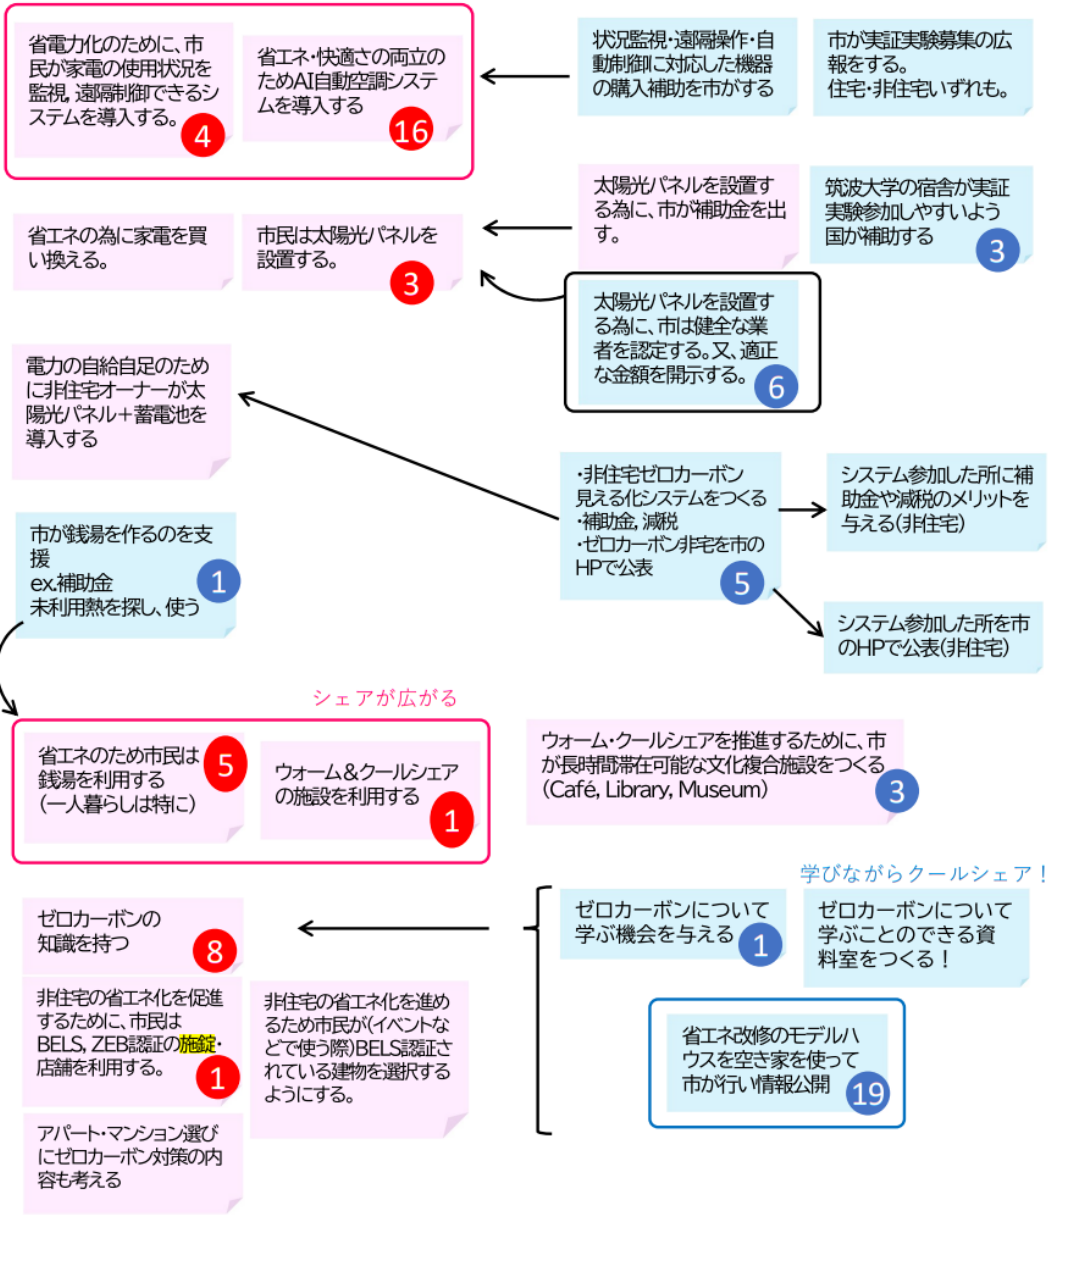 省電力化のために、市
民が家電の使用状況を
監視, 遠隔制御できるシ
ステムを導入する。
4
省エネ・快適さの両立の
ためAI自動空調システ
ムを導入する
16
状況監視・遠隔操作・自
動制御に対応した機器
の購入補助を市がする
市が実証実験募集の広
報をする。
住宅・非住宅いずれも。
省エネの為に家電を買
い換える。
市民は太陽光パネルを
設置する。
3
太陽光パネルを設置す
る為に、市が補助金を出
す。
筑波大学の宿舎が実証
実験参加しやすいよう
国が補助する
3
太陽光パネルを設置す
る為に、市は健全な業
者を認定する。又、適正
な金額を開示する。
6
電力の自給自足のため
に非住宅オーナーが太
陽光パネル＋蓄電池を
導入する
・非住宅ゼロカーボン
見える化システムをつくる
・補助金, 減税
・ゼロカーボン非宅を市の
HPで公表
5
システム参加した所に補
助金や減税のメリットを
与える(非住宅)
システム参加した所を市
のHPで公表(非住宅)
市が銭湯を作るのを支
援
ex.補助金
未利用熱を探し、使う
1
シェアが広がる
省エネのため市民は
銭湯を利用する
(一人暮らしは特に)
5
ウォーム＆クールシェア
の施設を利用する
1
ウォーム・クールシェアを推進するために、市
が長時間滞在可能な文化複合施設をつくる
(Café, Library, Museum)
3
学びながらクールシェア！
ゼロカーボンの
知識を持つ
8
ゼロカーボンについて
学ぶ機会を与える
1
ゼロカーボンについて
学ぶことのできる資
料室をつくる！
非住宅の省エネ化を促進
するために、市民は
BELS, ZEB認証の施錠・
店舗を利用する。
1
非住宅の省エネ化を進め
るため市民が(イベントな
どで使う際)BELS認証さ
れている建物を選択する
ようにする。
省エネ改修のモデルハ
ウスを空き家を使って
市が行い情報公開
19
アパート・マンション選び
にゼロカーボン対策の内
容も考える